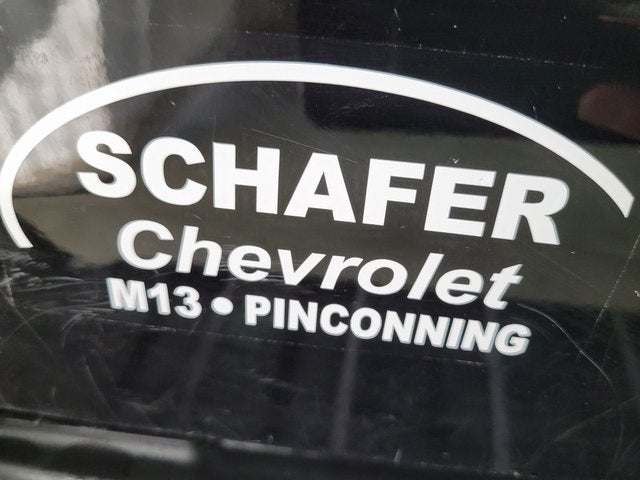 SCHAFER
Chevrolet
M13 • PINCONNING